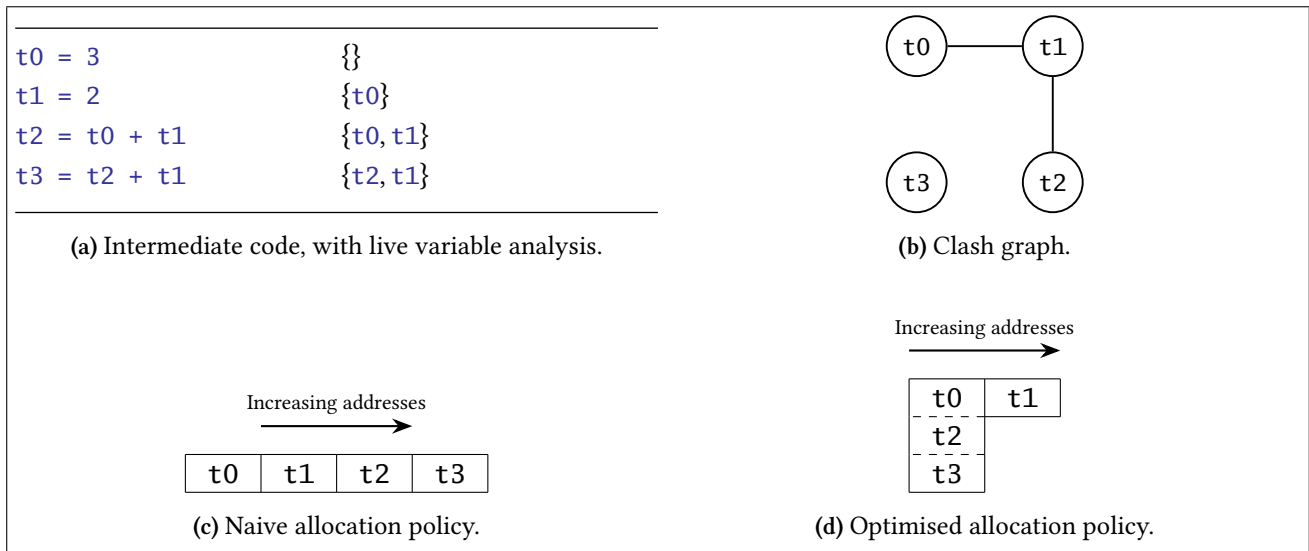 t0 = 3 {}
t1 = 2 {t0}
t2 = t0 + t1 {t0, t1}
t3 = t2 + t1 {t2, t1}
(a) Intermediate code, with live variable analysis.
t0 t1
t3 t2
(b) Clash graph.
Increasing addresses
t0 t1 t2 t3
(c) Naive allocation policy.
Increasing addresses
t0 t1
t2
t3
(d) Optimised allocation policy.